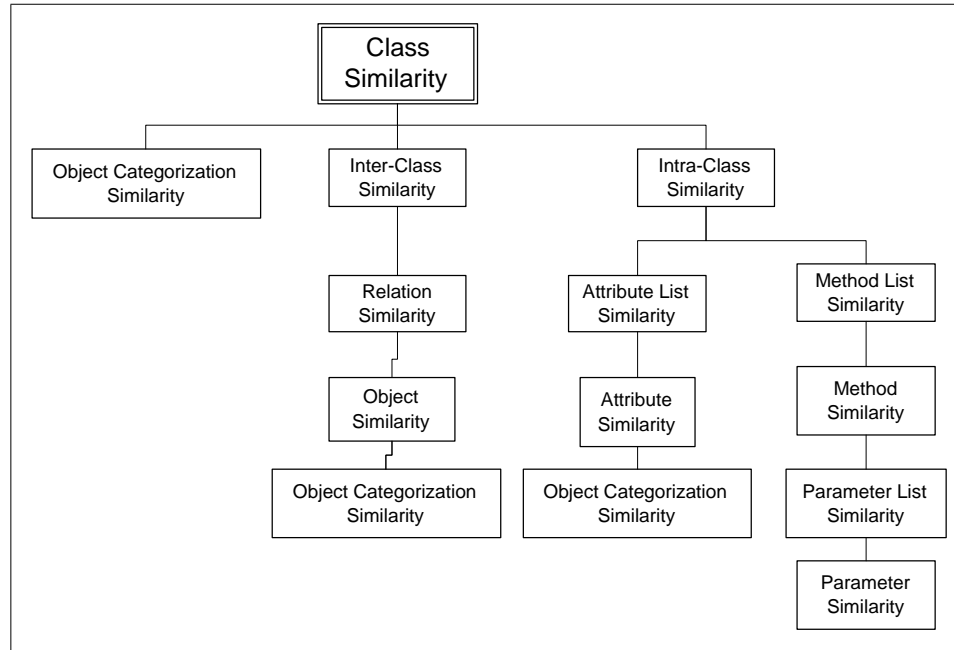 Class
Similarity
Object Categorization
Similarity
Inter-Class
Similarity
Intra-Class
Similarity
Relation
Similarity
Attribute List
Similarity
Method List
Similarity
Object
Similarity
Attribute
Similarity
Method
Similarity
Object Categorization
Similarity
Object Categorization
Similarity
Parameter List
Similarity
Parameter
Similarity